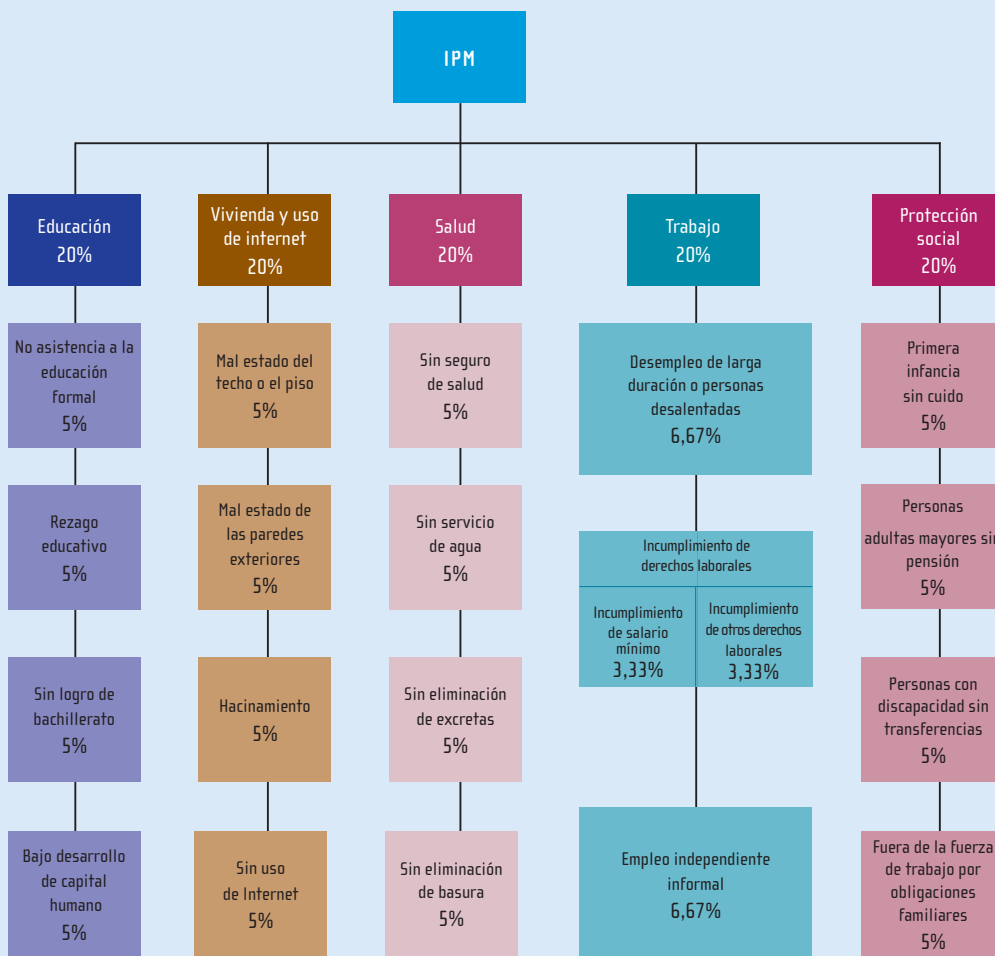 IPM
Educación
20%
Vivienda y uso
de internet
20%
Salud
20%
Trabajo
20%
Protección
social
20%
No asistencia a la
educación
formal
5%
Mal estado del
techo o el piso
5%
Sin seguro
de salud
5%
Desempleo de larga
duración o personas
desalentadas
6,67%
Primera
infancia
sin cuido
5%
Rezago
educativo
5%
Mal estado de
las paredes
exteriores
5%
Sin servicio
de agua
5%
Incumplimiento de
derechos laborales
Incumplimiento
de salario
mínimo
3,33%
Incumplimiento
de otros derechos
laborales
3,33%
Personas
adultas mayores sin
pensión
5%
Sin logro de
bachillerato
5%
Hacinamiento
5%
Sin eliminación
de excretas
5%
Personas con
discapacidad sin
transferencias
5%
Bajo desarrollo
de capital
humano
5%
Sin uso
de Internet
5%
Sin eliminación
de basura
5%
Empleo independiente
informal
6,67%
Fuera de la fuerza
de trabajo por
obligaciones
familiares
5%